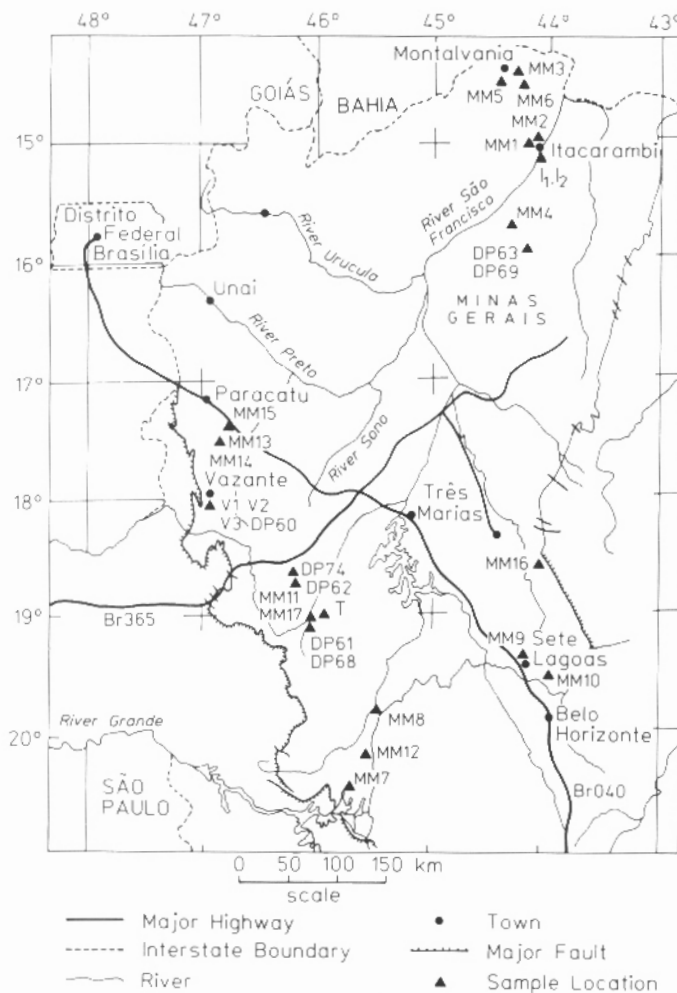 48° 47° 46° 45° 44° 43°
Montalvania
MM3
GOIÁS
MM5
MM6
BAHIA
MM2
15°
MM1
Itacarambi
I1, I2
River São
Francisco
Distrito
Federal
Brasília
River Urucuia
MM4
DP63
DP69
16°
Unai
MINAS
GERAIS
River Preto
17°
Paracatu
MM15
MM13
MM14
River Sono
Vazante
18°
V1 V2
V3 DP60
Três
Marias
DP74
DP62
MM11
MM17
T
MM16
19°
Br365
DP61
DP68
MM9 Sete
Lagoas
MM10
River Grande
MM8
Belo
Horizonte
20°
MM12
SÃO
PAULO
MM7
Br040
0 50 100 150 km
scale
Major Highway
Town
Interstate Boundary
Major Fault
River
Sample Location